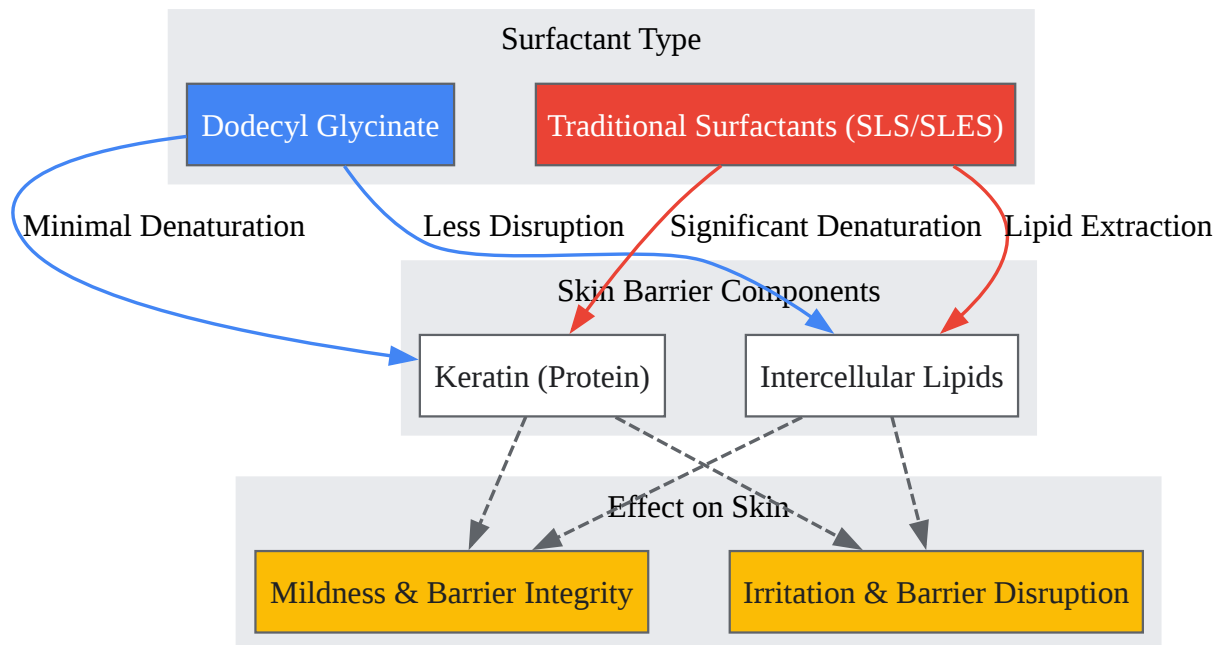 Surfactant Type
Dodecyl Glycinate
Traditional Surfactants (SLS/SLES)
Minimal Denaturation
Less Disruption
Significant Denaturation
Lipid Extraction
Skin Barrier Components
Keratin (Protein)
Intercellular Lipids
Effect on Skin
Mildness & Barrier Integrity
Irritation & Barrier Disruption